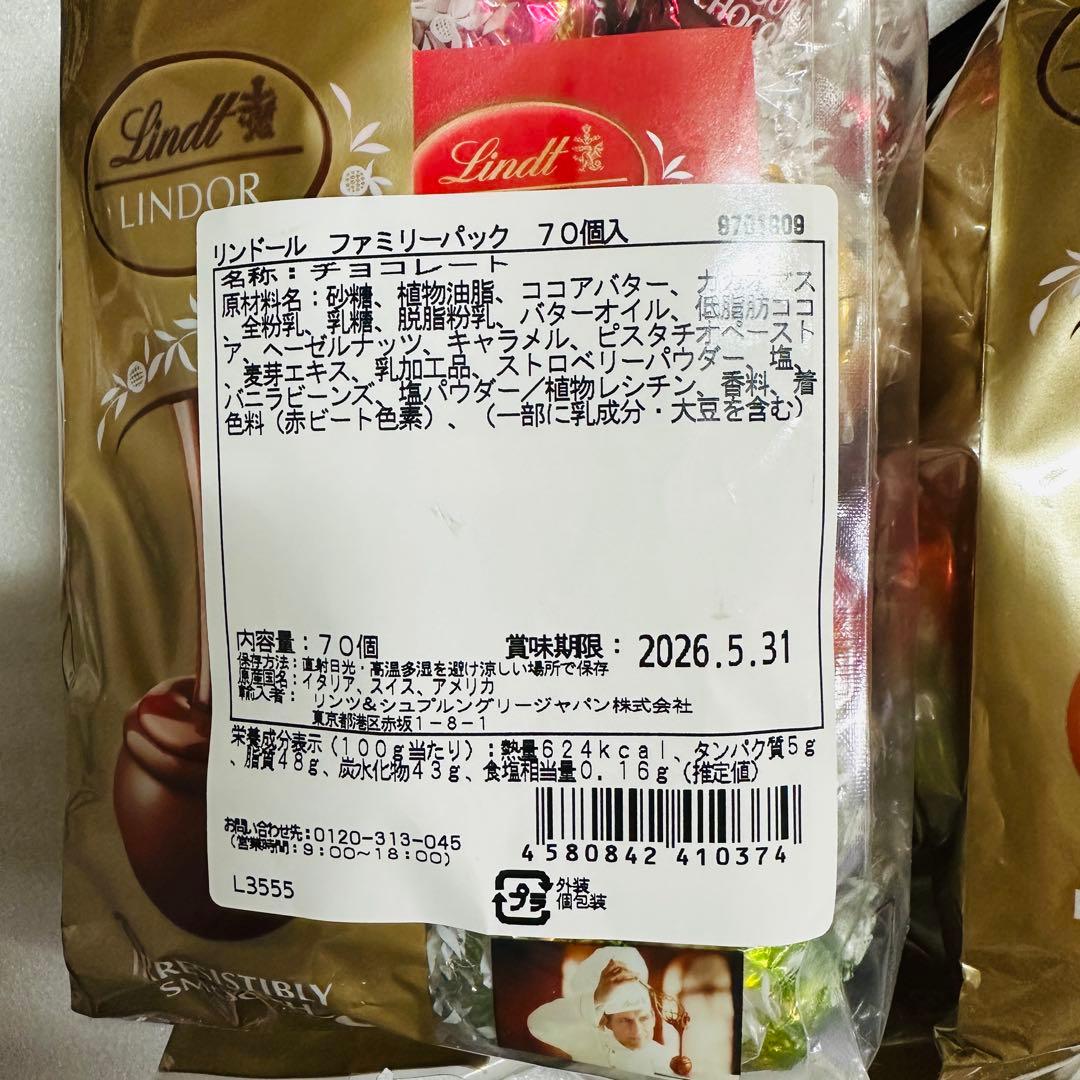 Lindt
LINDOR
Lindt
リンドール ファミリーパック 70個入
9701609
名称：チョコレート
原材料名：砂糖、植物油脂、ココアバター、カカオマス
、全粉乳、乳糖、脱脂粉乳、バターオイル、低脂肪ココ
ア、ヘーゼルナッツ、キャラメル、ピスタチオペースト
、麦芽エキス、乳加工品、ストロベリーパウダー、塩、
バニラビーンズ、塩パウダー／植物レシチン、香料、着
色料（赤ビート色素）、（一部に乳成分・大豆を含む）
内容量：70個
賞味期限：2026.5.31
保存方法：直射日光・高温多湿を避け涼しい場所で保存
原産国名：イタリア、スイス、アメリカ
輸入者： リンツ＆シュプルングリージャパン株式会社
東京都港区赤坂1-8-1
栄養成分表示（100g当たり）：熱量624kcal、タンパク質5g
、脂質48g、炭水化物43g、食塩相当量0.16g（推定値）
お問い合わせ先：0120-313-045
（営業時間：9:00～18:00）
4 580842 410374
L3555
プラ
外装
個包装
IRRESISTIBLY
SMOOTH